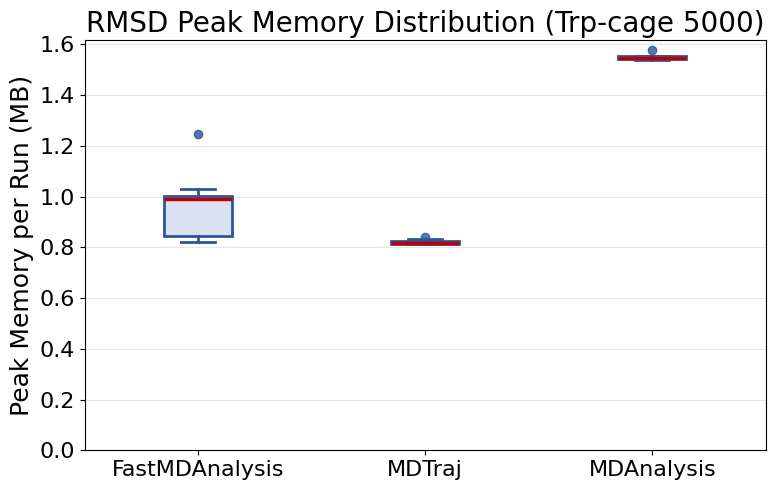 RMSD Peak Memory Distribution (Trp-cage 5000)
Peak Memory per Run (MB)
1.6
1.4
1.2
1.0
0.8
0.6
0.4
0.2
0.0
FastMDAnalysis
MDTraj
MDAnalysis